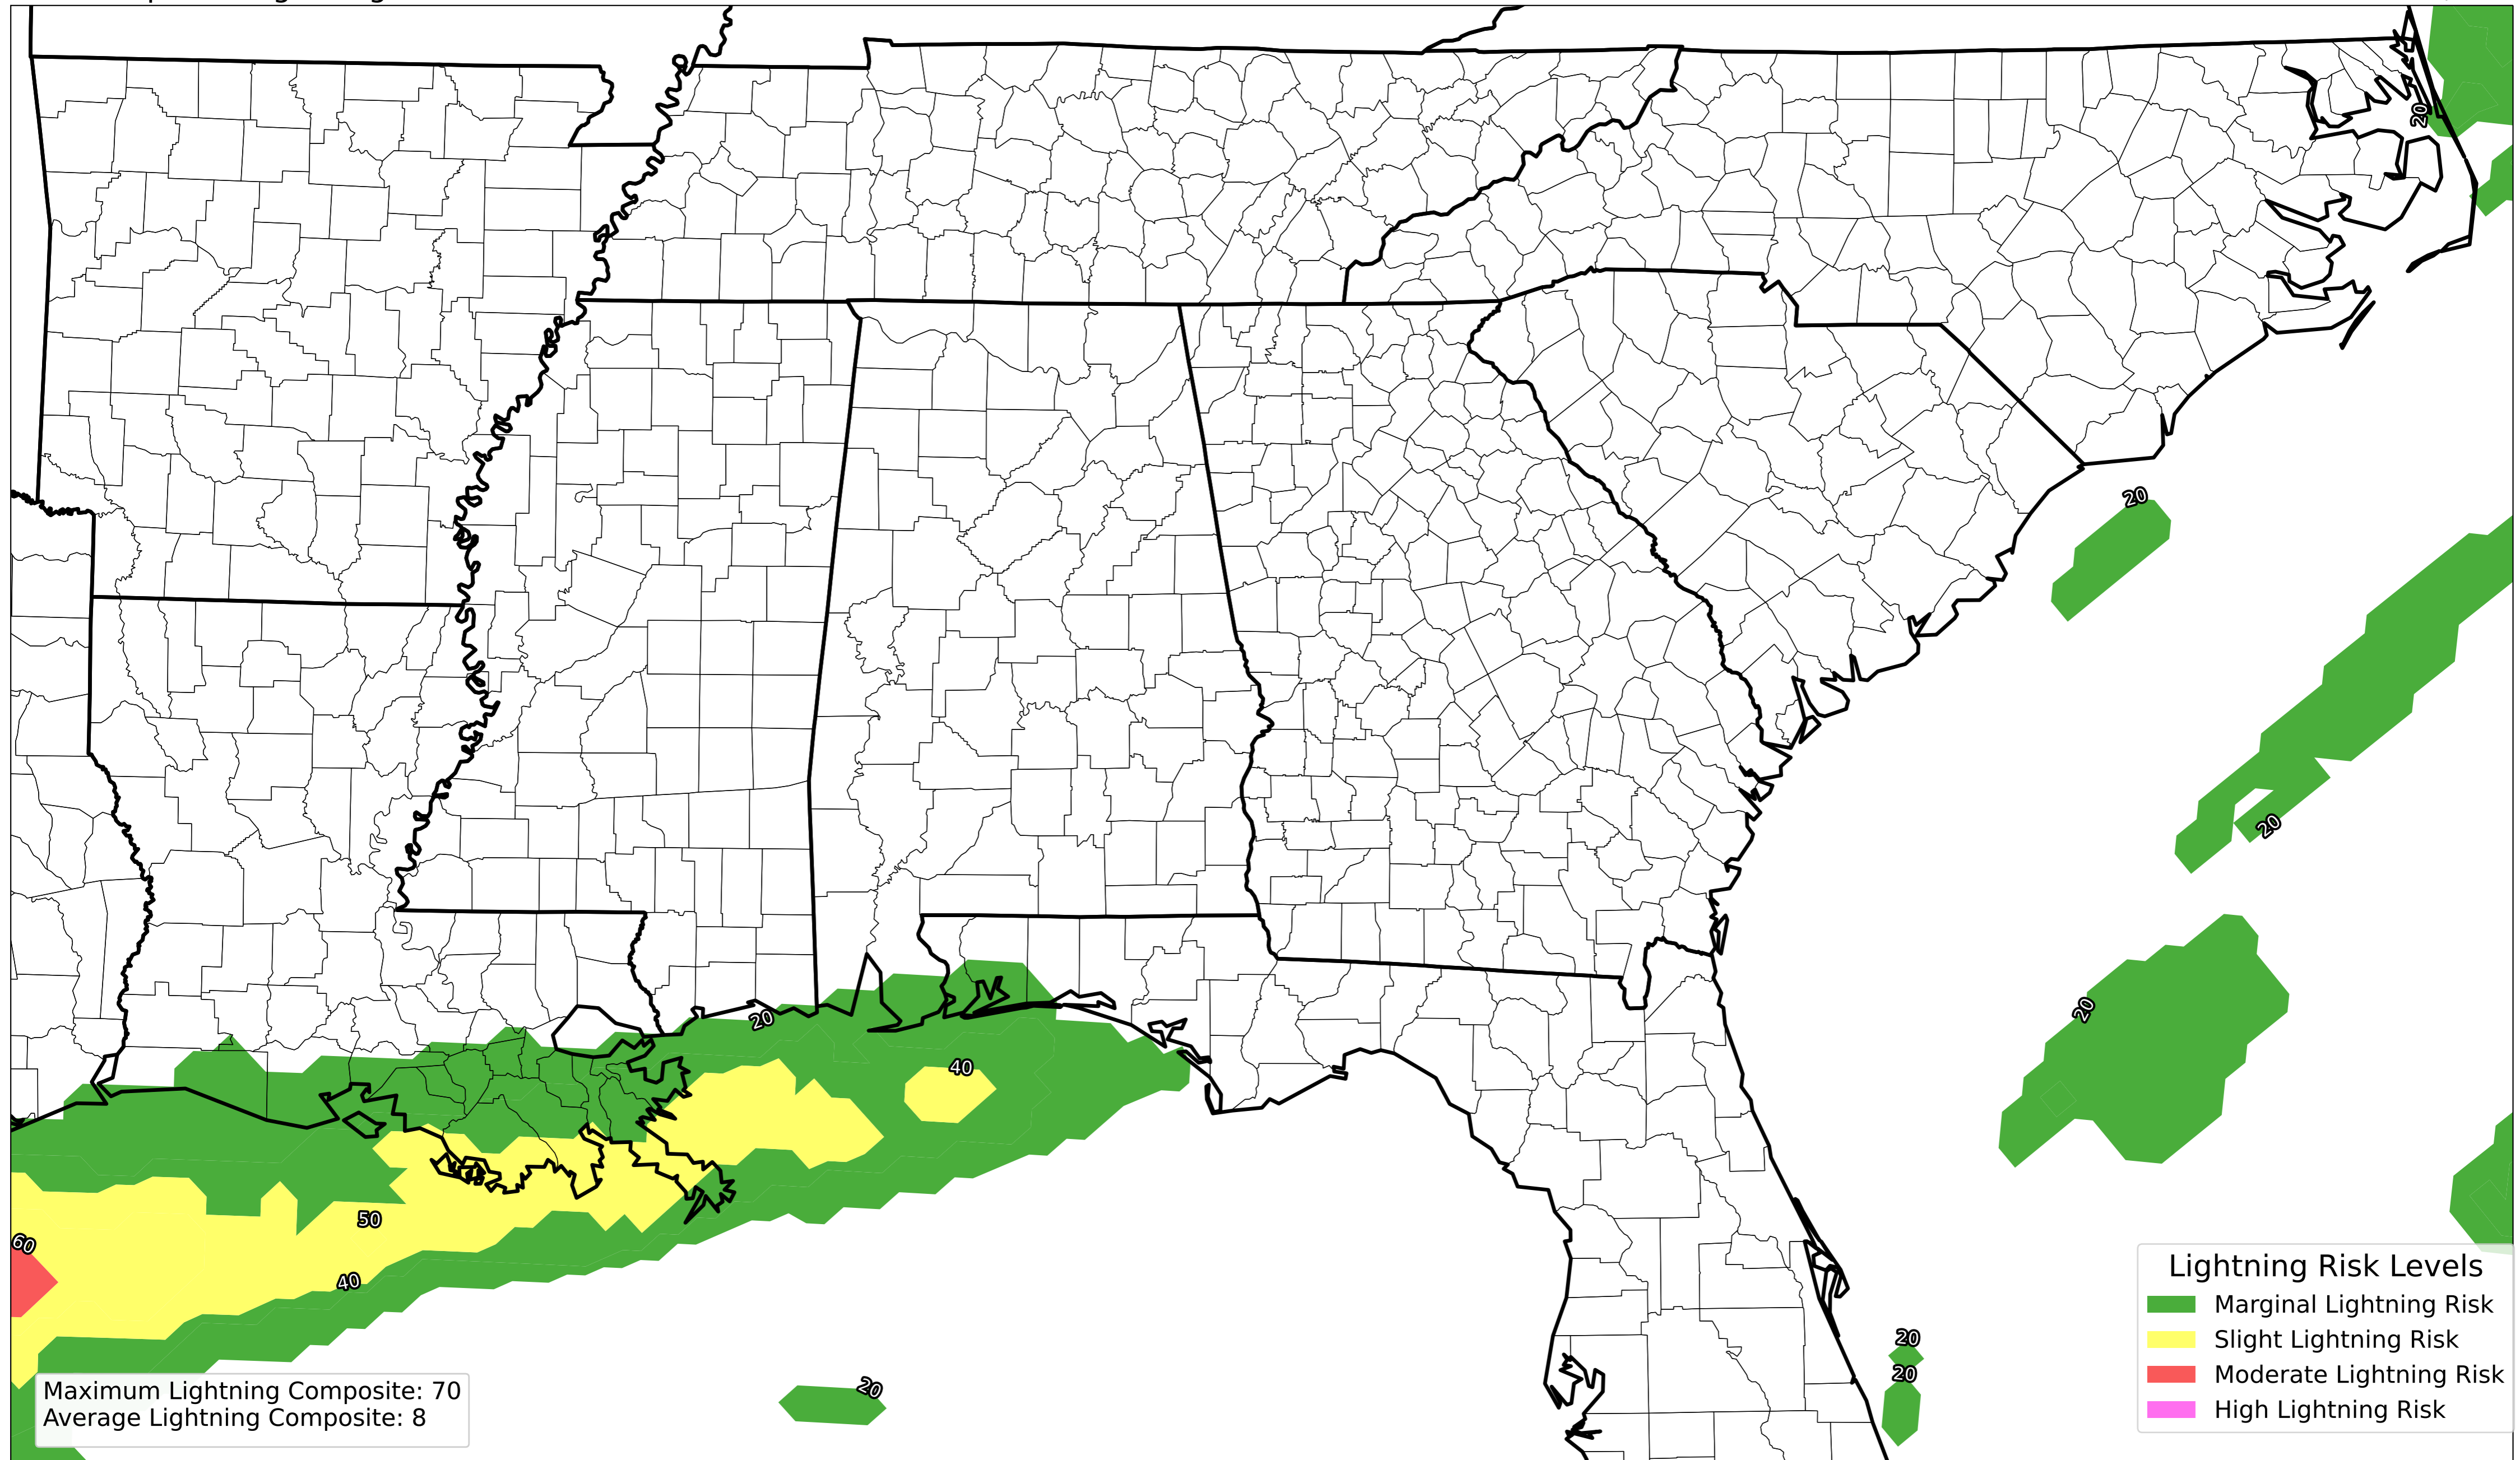 20
20
20
20
20
40
50
60
40
Lightning Risk Levels
Marginal Lightning Risk
Slight Lightning Risk
Moderate Lightning Risk
High Lightning Risk
20
20
20
Maximum Lightning Composite: 70
Average Lightning Composite: 8